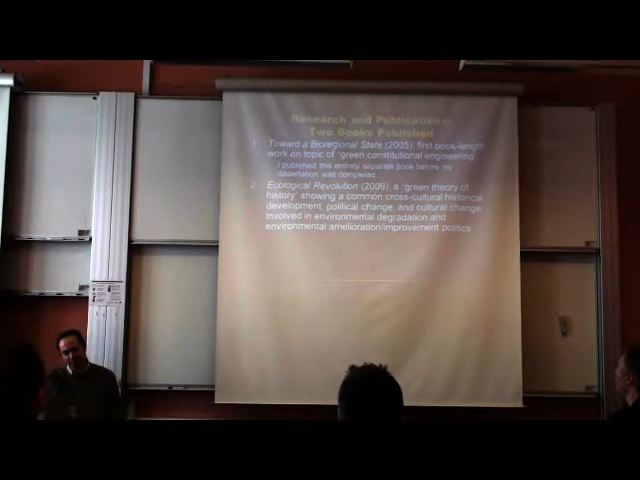 Research and Publications:
Two Books Published
1. Toward a Bioregional State (2005): first book-length
work on topic of 'green constitutional engineering'
I published this entirely separate book before my
dissertation was completed
2. Ecological Revolution (2009): a 'green theory of
history' showing a common cross-cultural historical
development, political change, and cultural change
involved in environmental degradation and
environmental amelioration/improvement politics